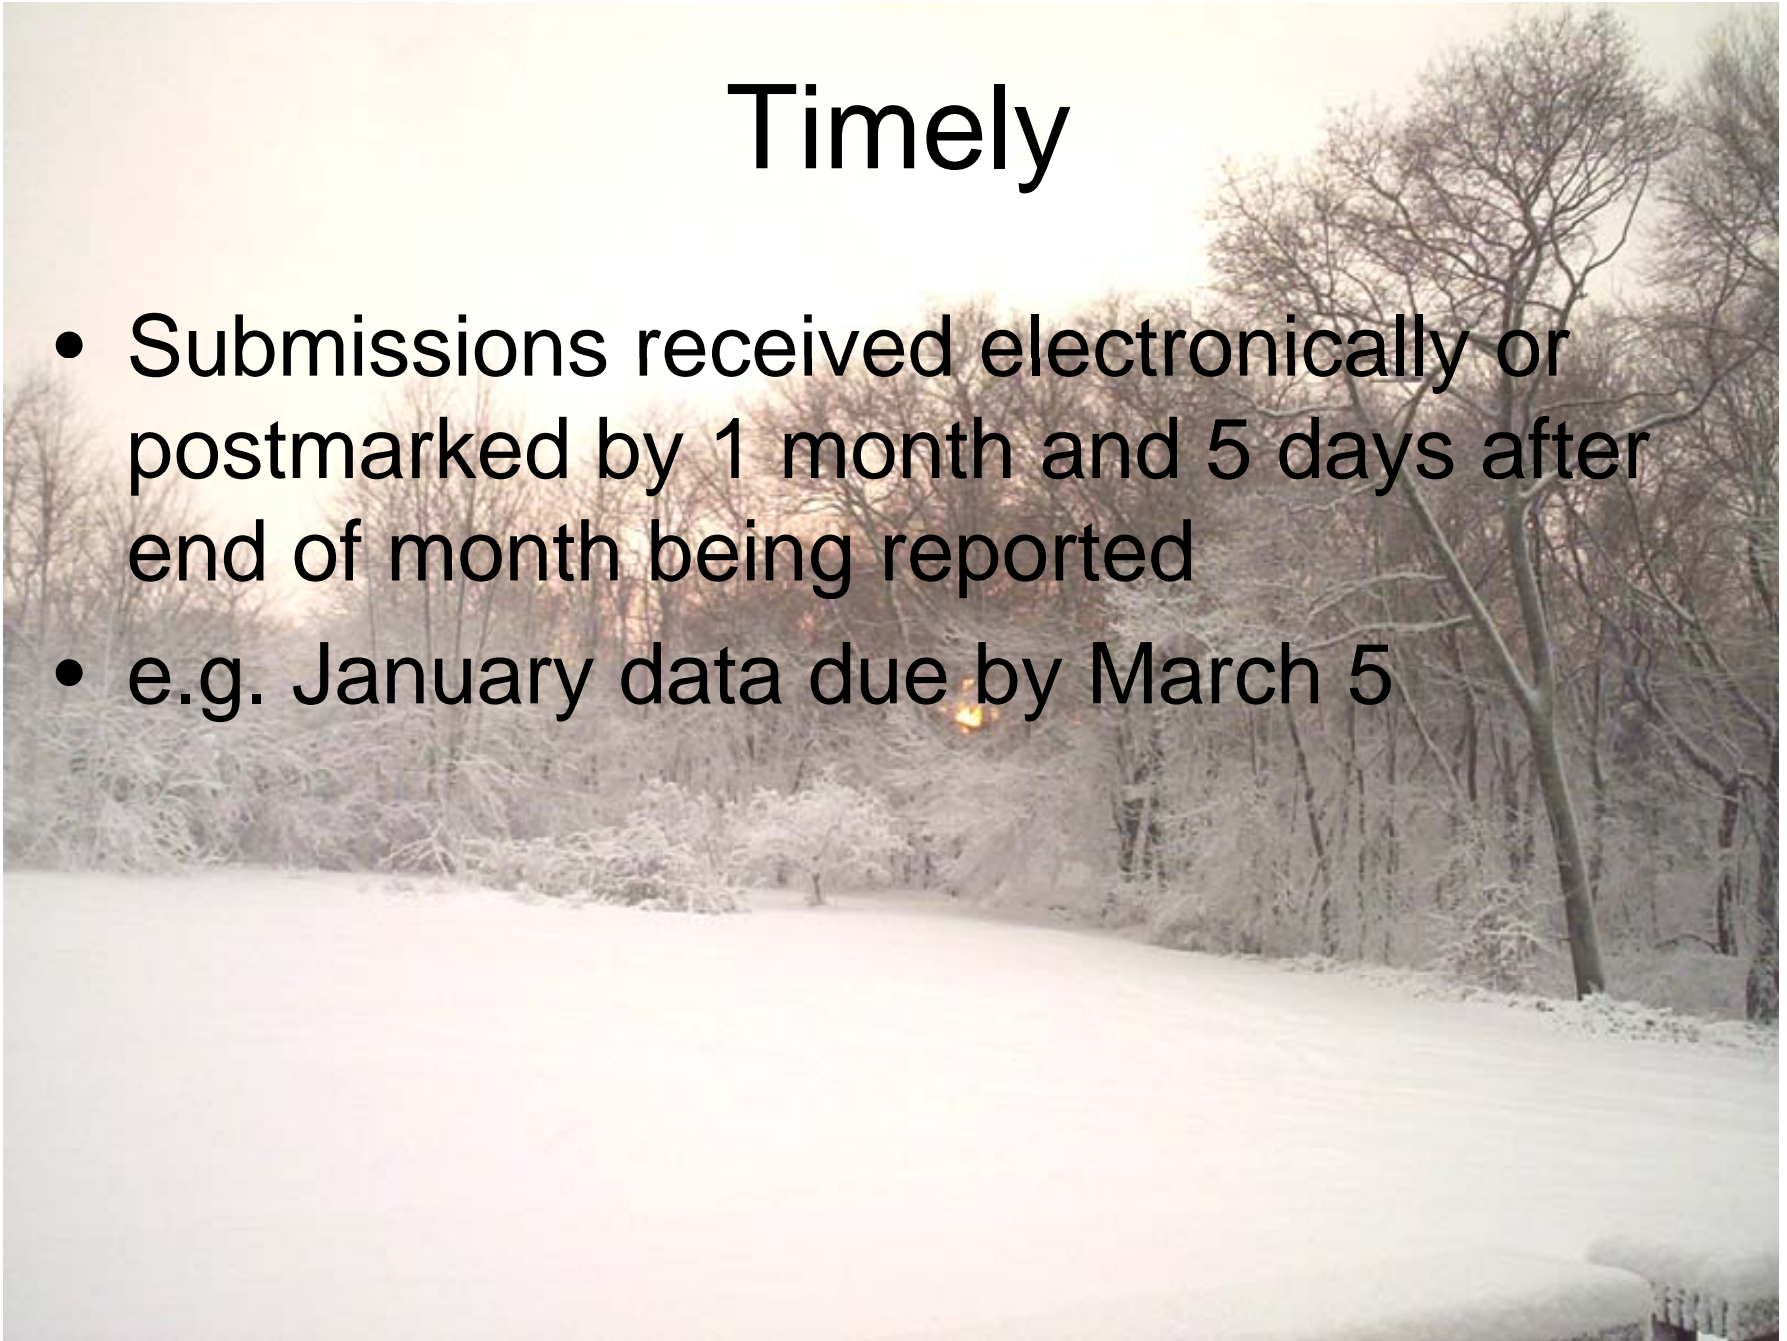 Timely
• Submissions received electronically or
postmarked by 1 month and 5 days after
end of month being reported
• e.g. January data due by March 5